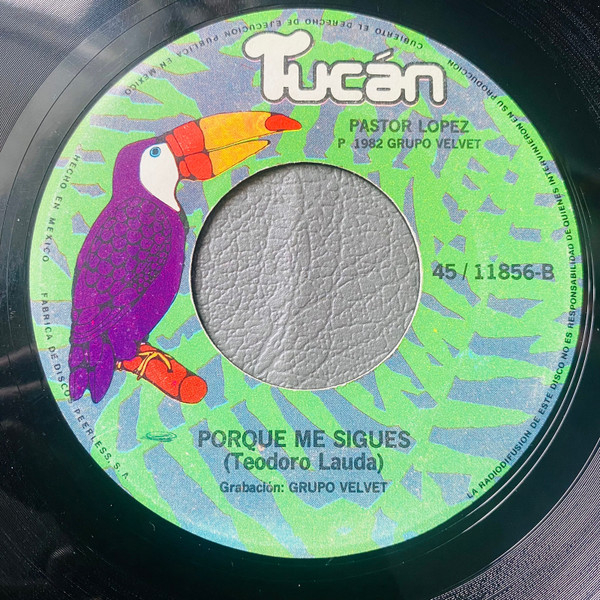 Tucán
PASTOR LOPEZ
P 1982 GRUPO VELVET
45 / 11856-B
PORQUE ME SIGUES
(Teodoro Lauda)
Grabación: GRUPO VELVET
FABRICA DE DISCOS PEERLESS, S.A.
HECHO EN MEXICO
CUBIERTO EL DERECHO DE EJECUCION PUBLICO EN MEXICO
LA RADIODIFUSION DE ESTE DISCO NO ES RESPONSABILIDAD DE QUIENES INTERVINIERON EN SU PRODUCCION